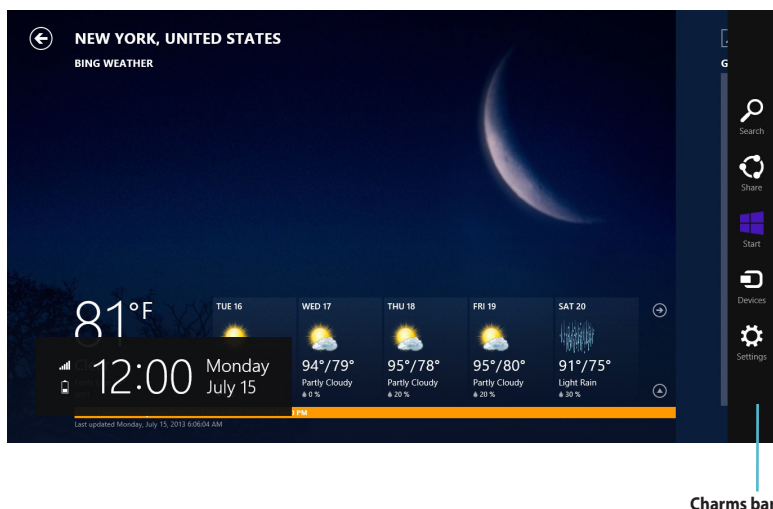 NEW YORK, UNITED STATES
BING WEATHER
G
Search
Share
Start
Devices
Settings
81°F
TUE 16
WED 17
94°/79°
Partly Cloudy
0 %
THU 18
95°/78°
Partly Cloudy
20 %
FRI 19
95°/80°
Partly Cloudy
20 %
SAT 20
91°/75°
Light Rain
30 %
12:00
Monday
July 15
PM
Last updated Monday, July 15, 2013 6:06:04 AM
Charms bar